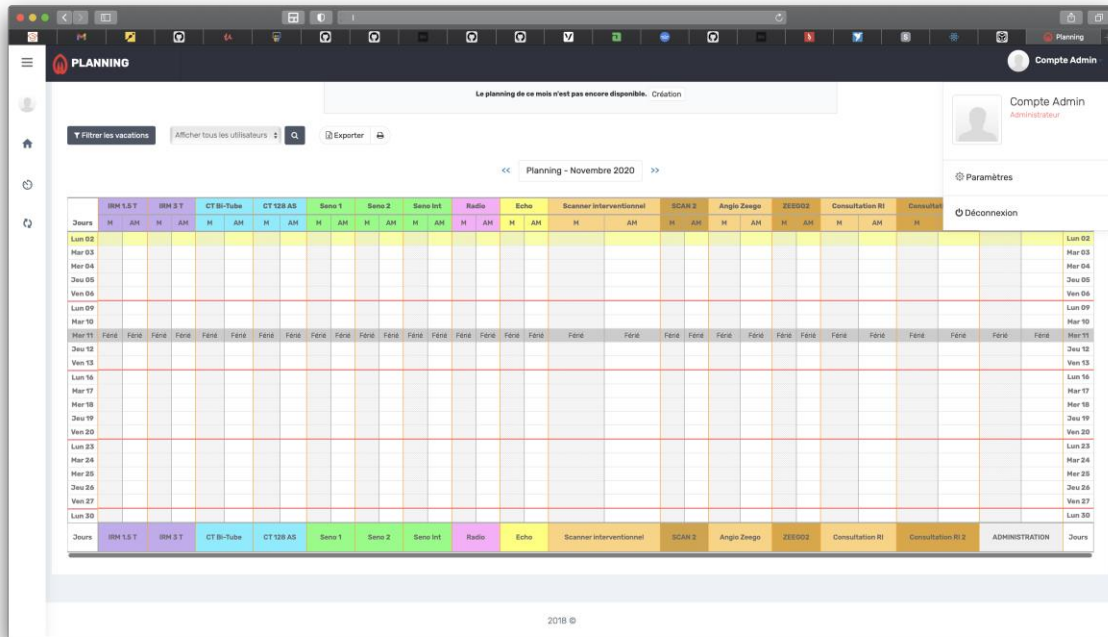 Planning
PLANNING
Compte Admin
Le planning de ce mois n'est pas encore disponible. Création
Compte Admin
Administrateur
Filtrer les vacations Afficher tous les utilisateurs Exporter
Paramètres
Déconnexion
<< Planning - Novembre 2020 >>
IRM 1.5 T IRM 3 T CT Bi-Tube CT 128 AS Seno 1 Seno 2 Seno Int Radio Echo Scanner interventionnel SCAN 2 Angio Zeego ZEEGO2 Consultation RI
Jours M AM M AM M AM M AM M AM M AM M AM M AM M AM M AM M AM M AM M AM M AM M
Lun 02 Lun 02
Mar 03 Mar 03
Mer 04 Mer 04
Jeu 05 Jeu 05
Ven 06 Ven 06
Lun 09 Lun 09
Mar 10 Mar 10
Mer 11 Férié Férié Férié Férié Férié Férié Férié Férié Férié Férié Férié Férié Férié Férié Férié Férié Férié Férié Férié Férié Férié Férié Férié Férié Férié Férié Férié Férié Férié Férié Férié Férié Mer 11
Jeu 12 Jeu 12
Ven 13 Ven 13
Lun 16 Lun 16
Mar 17 Mar 17
Mer 18 Mer 18
Jeu 19 Jeu 19
Ven 20 Ven 20
Lun 23 Lun 23
Mar 24 Mar 24
Mer 25 Mer 25
Jeu 26 Jeu 26
Ven 27 Ven 27
Lun 30 Lun 30
Jours IRM 1.5 T IRM 3 T CT Bi-Tube CT 128 AS Seno 1 Seno 2 Seno Int Radio Echo Scanner interventionnel SCAN 2 Angio Zeego ZEEGO2 Consultation RI Consultation RI 2 ADMINISTRATION Jours
2018 ©